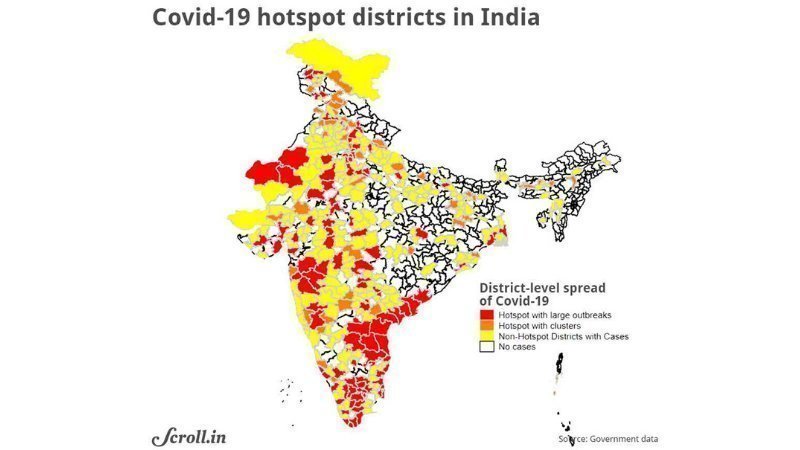 Covid-19 hotspot districts in India
District-level spread
of Covid-19
Hotspot with large outbreaks
Hotspot with clusters
Non-Hotspot Districts with Cases
No cases
Scroll.in
Source: Government data